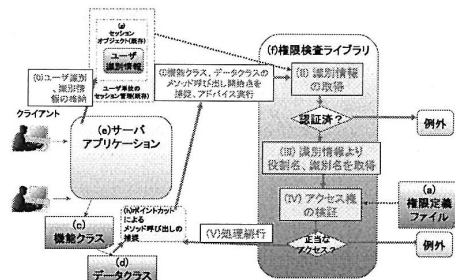 (g)
セッション
オブジェクト(既存)
ユーザ
識別情報
ユーザ単位の
セッション管理(既存)
(b)ユーザ識別
、識別情
報の格納
クライアント
(e)サーバ
アプリケーション
(c)
機能クラス
(d)
データクラス
(h)ポイントカット
による
メソッド呼び出しの
捕捉
(I)機能クラス、データクラスの
メソッド呼び出し開始点を
捕捉、アドバイス実行
(f)権限検査ライブラリ
(II) 識別情報
の取得
認証済?
例外
(III) 識別情報より
役割名、識別名を取得
(IV) アクセス権
の検証
(a)
権限定義
ファイル
(V)処理続行
正当な
アクセス?
例外